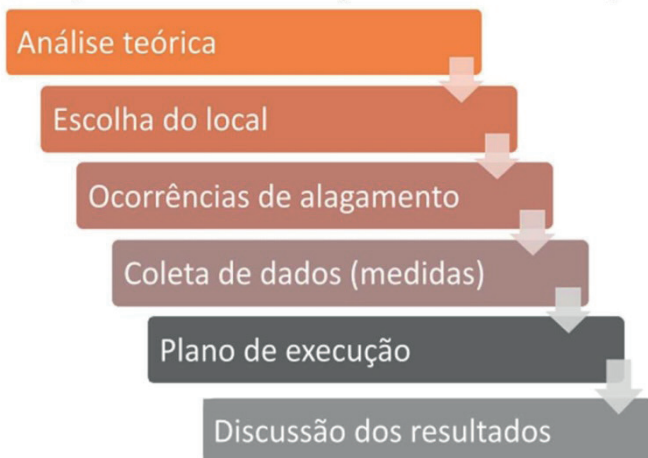 Análise teórica
Escolha do local
Ocorrências de alagamento
Coleta de dados (medidas)
Plano de execução
Discussão dos resultados